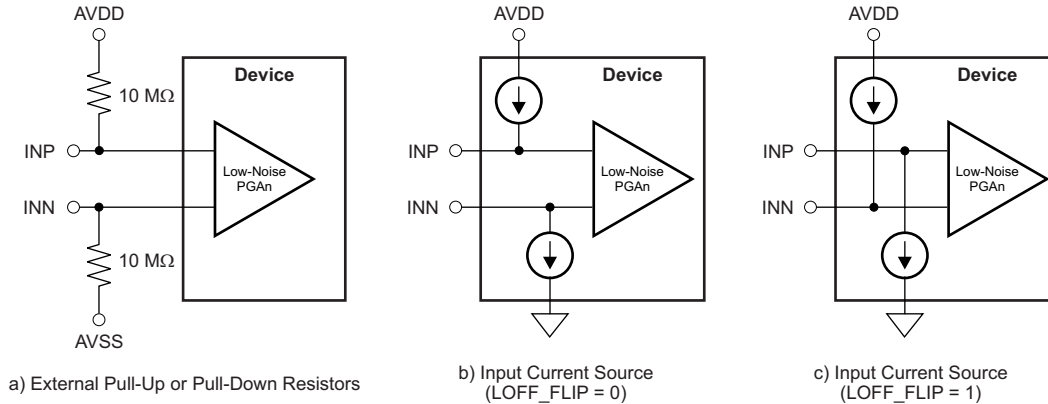 AVDD
Device
10 MΩ
INP
Low-Noise
PGAn
INN
10 MΩ
AVSS
a) External Pull-Up or Pull-Down Resistors
AVDD
Device
INP
Low-Noise
PGAn
INN
b) Input Current Source
(LOFF_FLIP = 0)
AVDD
Device
INP
Low-Noise
PGAn
INN
c) Input Current Source
(LOFF_FLIP = 1)